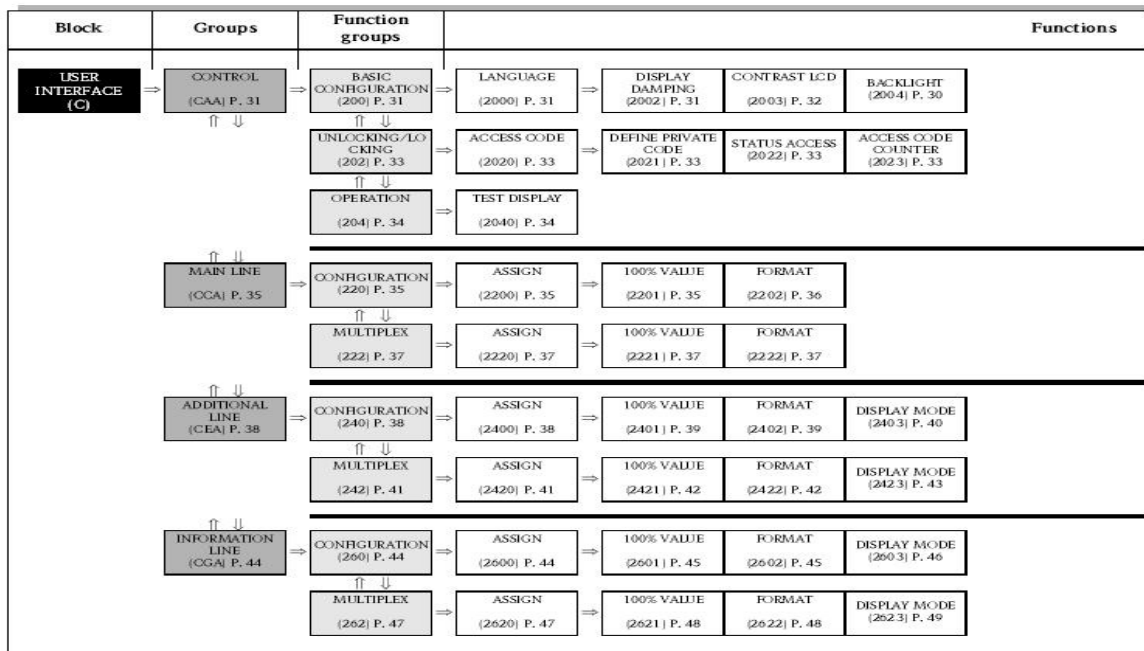 Block
Groups
Function
groups
Functions
USER
INTERFACE
(C)
⇒
CONTROL
(CAA) P. 31
⇒
BASIC
CONFIGURATION
(200) P. 31
⇒
LANGUAGE
(2000) P. 31
⇒
DISPLAY
DAMPING
(2002) P. 31
CONTRAST LCD
(2003) P. 32
BACKLIGHT
(2004) P. 30
⇑ ⇓
⇑ ⇓
UNLOCKING/LO
CKING
(202) P. 33
⇒
ACCESS CODE
(2020) P. 33
⇒
DEFINE PRIVATE
CODE
(2021) P. 33
STATUS ACCESS
(2022) P. 33
ACCESS CODE
COUNTER
(2023) P. 33
⇑ ⇓
OPERATION
(204) P. 34
⇒
TEST DISPLAY
(2040) P. 34
⇑ ⇓
MAIN LINE
(CCA) P. 35
⇒
CONFIGURATION
(220) P. 35
⇒
ASSIGN
(2200) P. 35
⇒
100% VALUE
(2201) P. 35
FORMAT
(2202) P. 36
⇑ ⇓
MULTIPLEX
(222) P. 37
⇒
ASSIGN
(2220) P. 37
⇒
100% VALUE
(2221) P. 37
FORMAT
(2222) P. 37
⇑ ⇓
ADDITIONAL
LINE
(CEA) P. 38
⇒
CONFIGURATION
(240) P. 38
⇒
ASSIGN
(2400) P. 38
⇒
100% VALUE
(2401) P. 39
FORMAT
(2402) P. 39
DISPLAY MODE
(2403) P. 40
⇑ ⇓
MULTIPLEX
(242) P. 41
⇒
ASSIGN
(2420) P. 41
⇒
100% VALUE
(2421) P. 42
FORMAT
(2422) P. 42
DISPLAY MODE
(2423) P. 43
⇑ ⇓
INFORMATION
LINE
(CGA) P. 44
⇒
CONFIGURATION
(260) P. 44
⇒
ASSIGN
(2600) P. 44
⇒
100% VALUE
(2601) P. 45
FORMAT
(2602) P. 45
DISPLAY MODE
(2603) P. 46
⇑ ⇓
MULTIPLEX
(262) P. 47
⇒
ASSIGN
(2620) P. 47
⇒
100% VALUE
(2621) P. 48
FORMAT
(2622) P. 48
DISPLAY MODE
(2623) P. 49